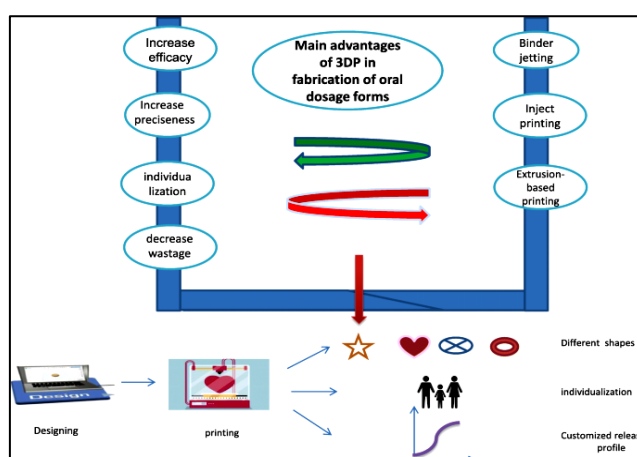 Increase
efficacy
Increase
preciseness
individua
lization
decrease
wastage
Main advantages
of 3DP in
fabrication of oral
dosage forms
Binder
jetting
Inject
printing
Extrusion-
based printing
Design
Designing
printing
Different shapes
individualization
Customized releas
profile